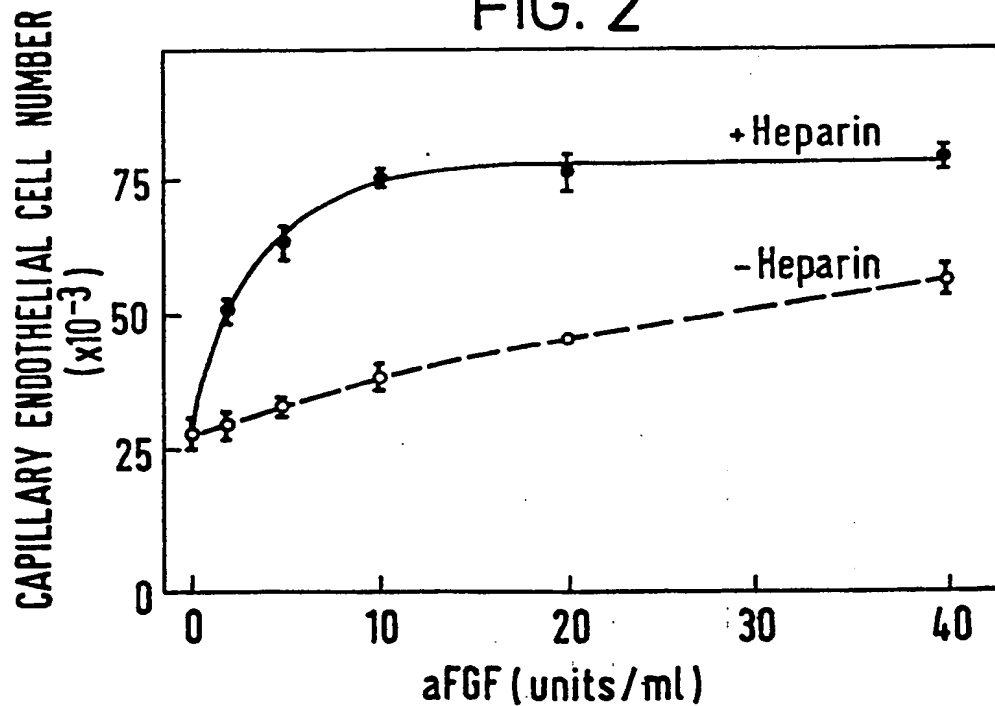 FIG. 2
CAPILLARY ENDOTHELIAL CELL NUMBER
(x10⁻³)
75
50
25
0
+Heparin
-Heparin
0 10 20 30 40
aFGF (units/ml)